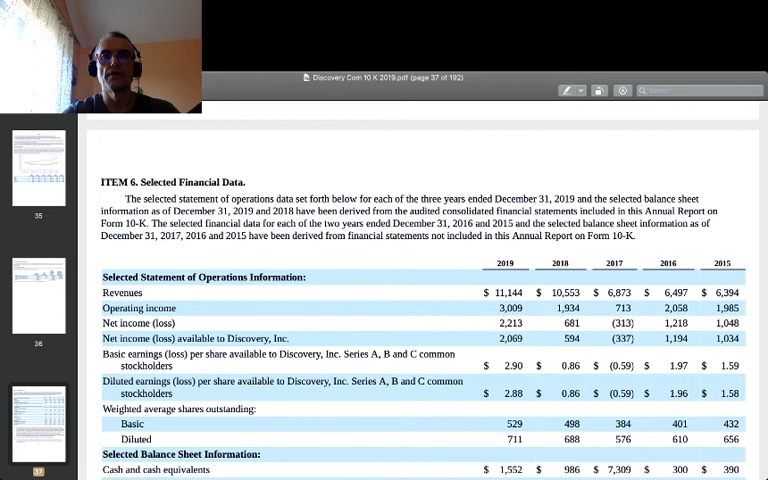 Discovery Com 10 K 2019.pdf (page 37 of 192)
Search
35
36
37
ITEM 6. Selected Financial Data.
The selected statement of operations data set forth below for each of the three years ended December 31, 2019 and the selected balance sheet
information as of December 31, 2019 and 2018 have been derived from the audited consolidated financial statements included in this Annual Report on
Form 10-K. The selected financial data for each of the two years ended December 31, 2016 and 2015 and the selected balance sheet information as of
December 31, 2017, 2016 and 2015 have been derived from financial statements not included in this Annual Report on Form 10-K.
2019 2018 2017 2016 2015
Selected Statement of Operations Information:
Revenues $ 11,144 $ 10,553 $ 6,873 $ 6,497 $ 6,394
Operating income 3,009 1,934 713 2,058 1,985
Net income (loss) 2,213 681 (313) 1,218 1,048
Net income (loss) available to Discovery, Inc. 2,069 594 (337) 1,194 1,034
Basic earnings (loss) per share available to Discovery, Inc. Series A, B and C common
stockholders $ 2.90 $ 0.86 $ (0.59) $ 1.97 $ 1.59
Diluted earnings (loss) per share available to Discovery, Inc. Series A, B and C common
stockholders $ 2.88 $ 0.86 $ (0.59) $ 1.96 $ 1.58
Weighted average shares outstanding:
Basic 529 498 384 401 432
Diluted 711 688 576 610 656
Selected Balance Sheet Information:
Cash and cash equivalents $ 1,552 $ 986 $ 7,309 $ 300 $ 390